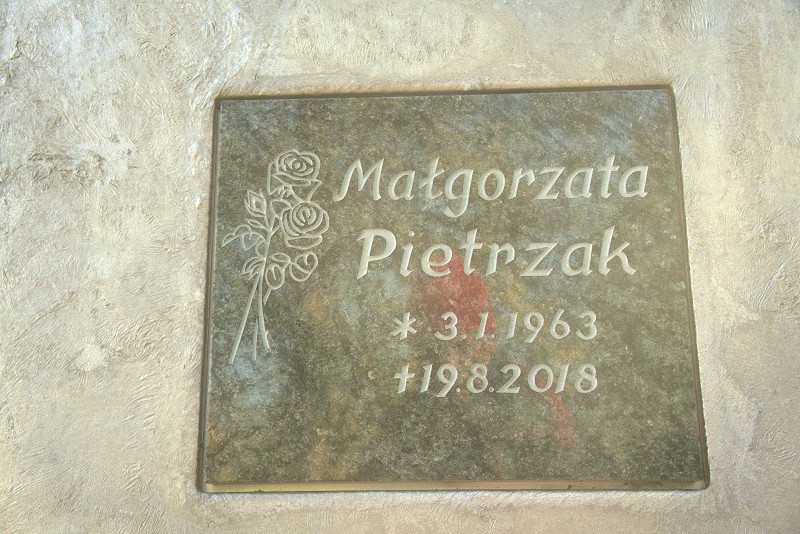 Małgorzata
Pietrzak
* 3.1.1963
†19.8.2018